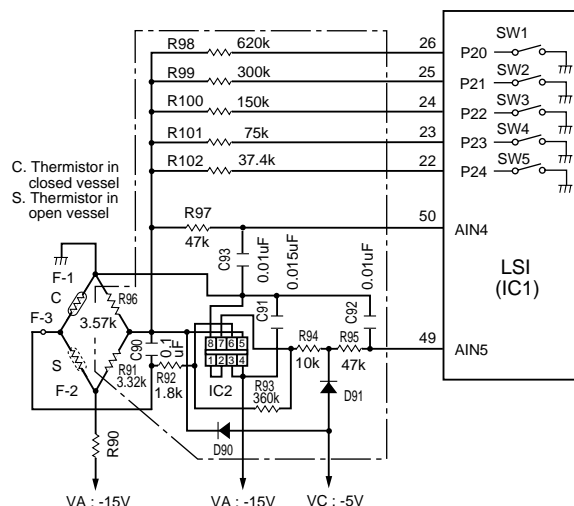 R98 620k 26 P20 SW1
R99 300k 25 P21 SW2
R100 150k 24 P22 SW3
R101 75k 23 P23 SW4
R102 37.4k 22 P24 SW5
C. Thermistor in
closed vessel
S. Thermistor in
open vessel
R97
47k
50 AIN4
LSI
(IC1)
C93 0.01uF
0.015uF
0.01uF
C91
C92
F-1
C
F-3
R96
3.57k
S
F-2
R91
3.32k
C90 0.1
uF
R92
1.8k
8 7 6 5
1 2 3 4
IC2
R93
360k
R94
10k
R95
47k
49 AIN5
D91
D90
R90
VA : -15V
VA : -15V
VC : -5V